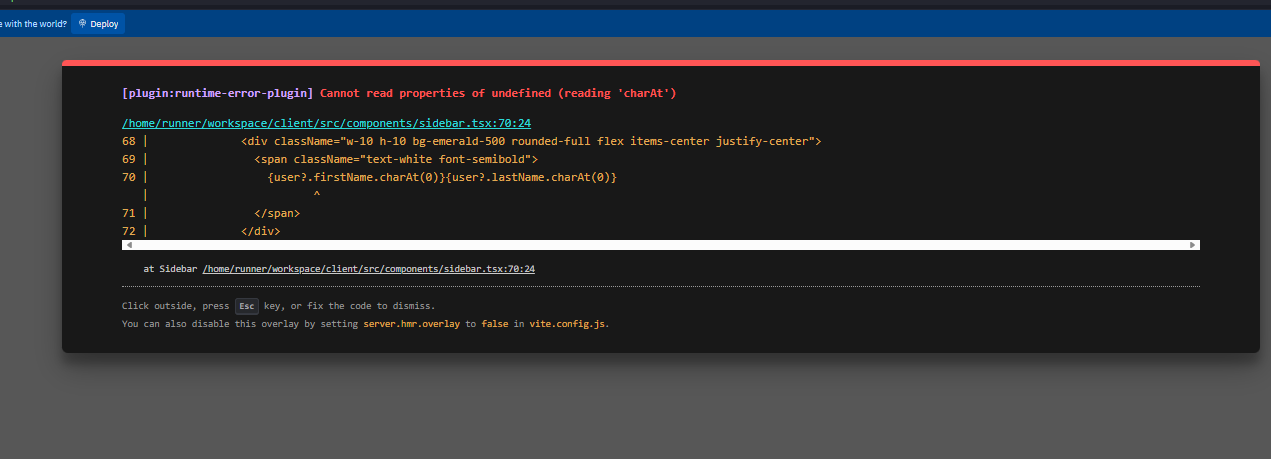 e with the world? Deploy
[plugin:runtime-error-plugin] Cannot read properties of undefined (reading 'charAt')
/home/runner/workspace/client/src/components/sidebar.tsx:70:24
68 |              <div className="w-10 h-10 bg-emerald-500 rounded-full flex items-center justify-center">
69 |                <span className="text-white font-semibold">
70 |                  {user?.firstName.charAt(0)}{user?.lastName.charAt(0)}
   |                         ^
71 |                </span>
72 |              </div>
at Sidebar /home/runner/workspace/client/src/components/sidebar.tsx:70:24
Click outside, press Esc key, or fix the code to dismiss.
You can also disable this overlay by setting server.hmr.overlay to false in vite.config.js.